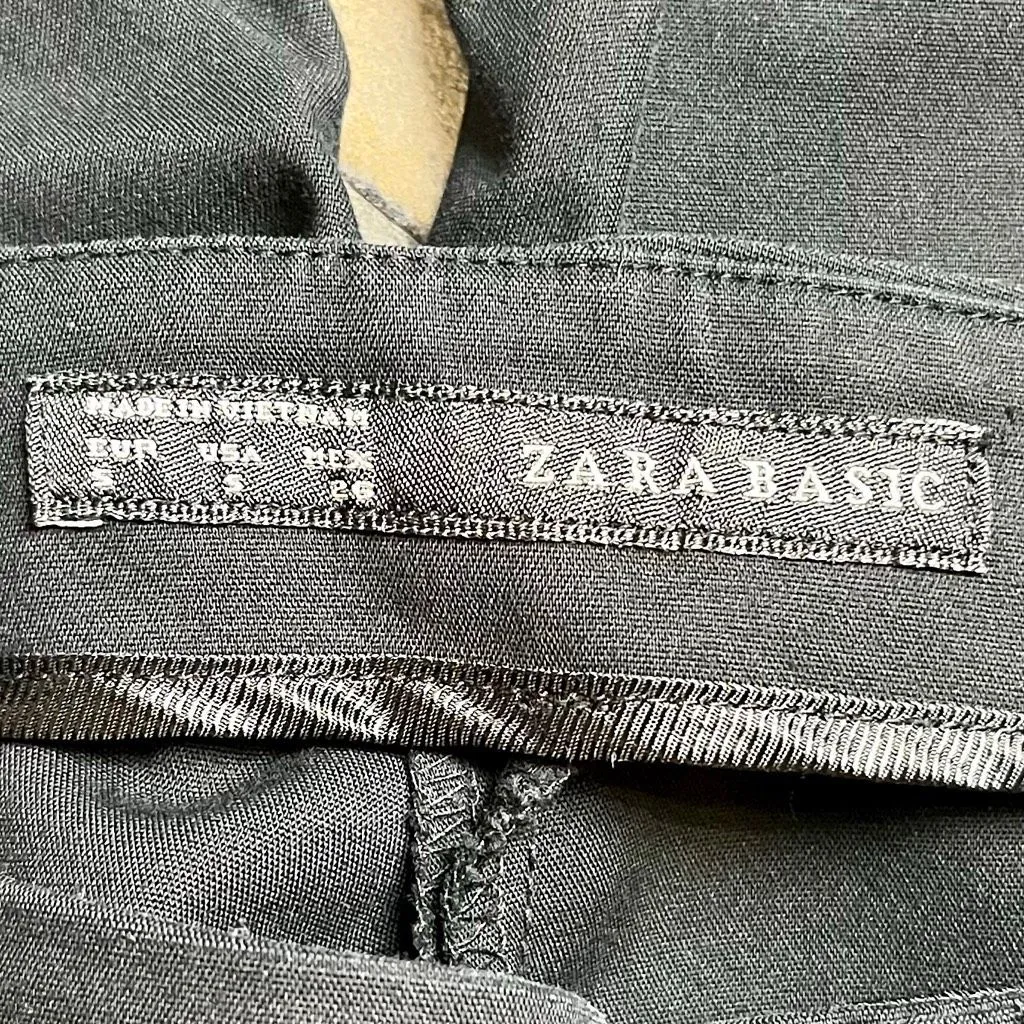 MADE IN VIETNAM
EUR USA MEX
S S 26
ZARA BASIC